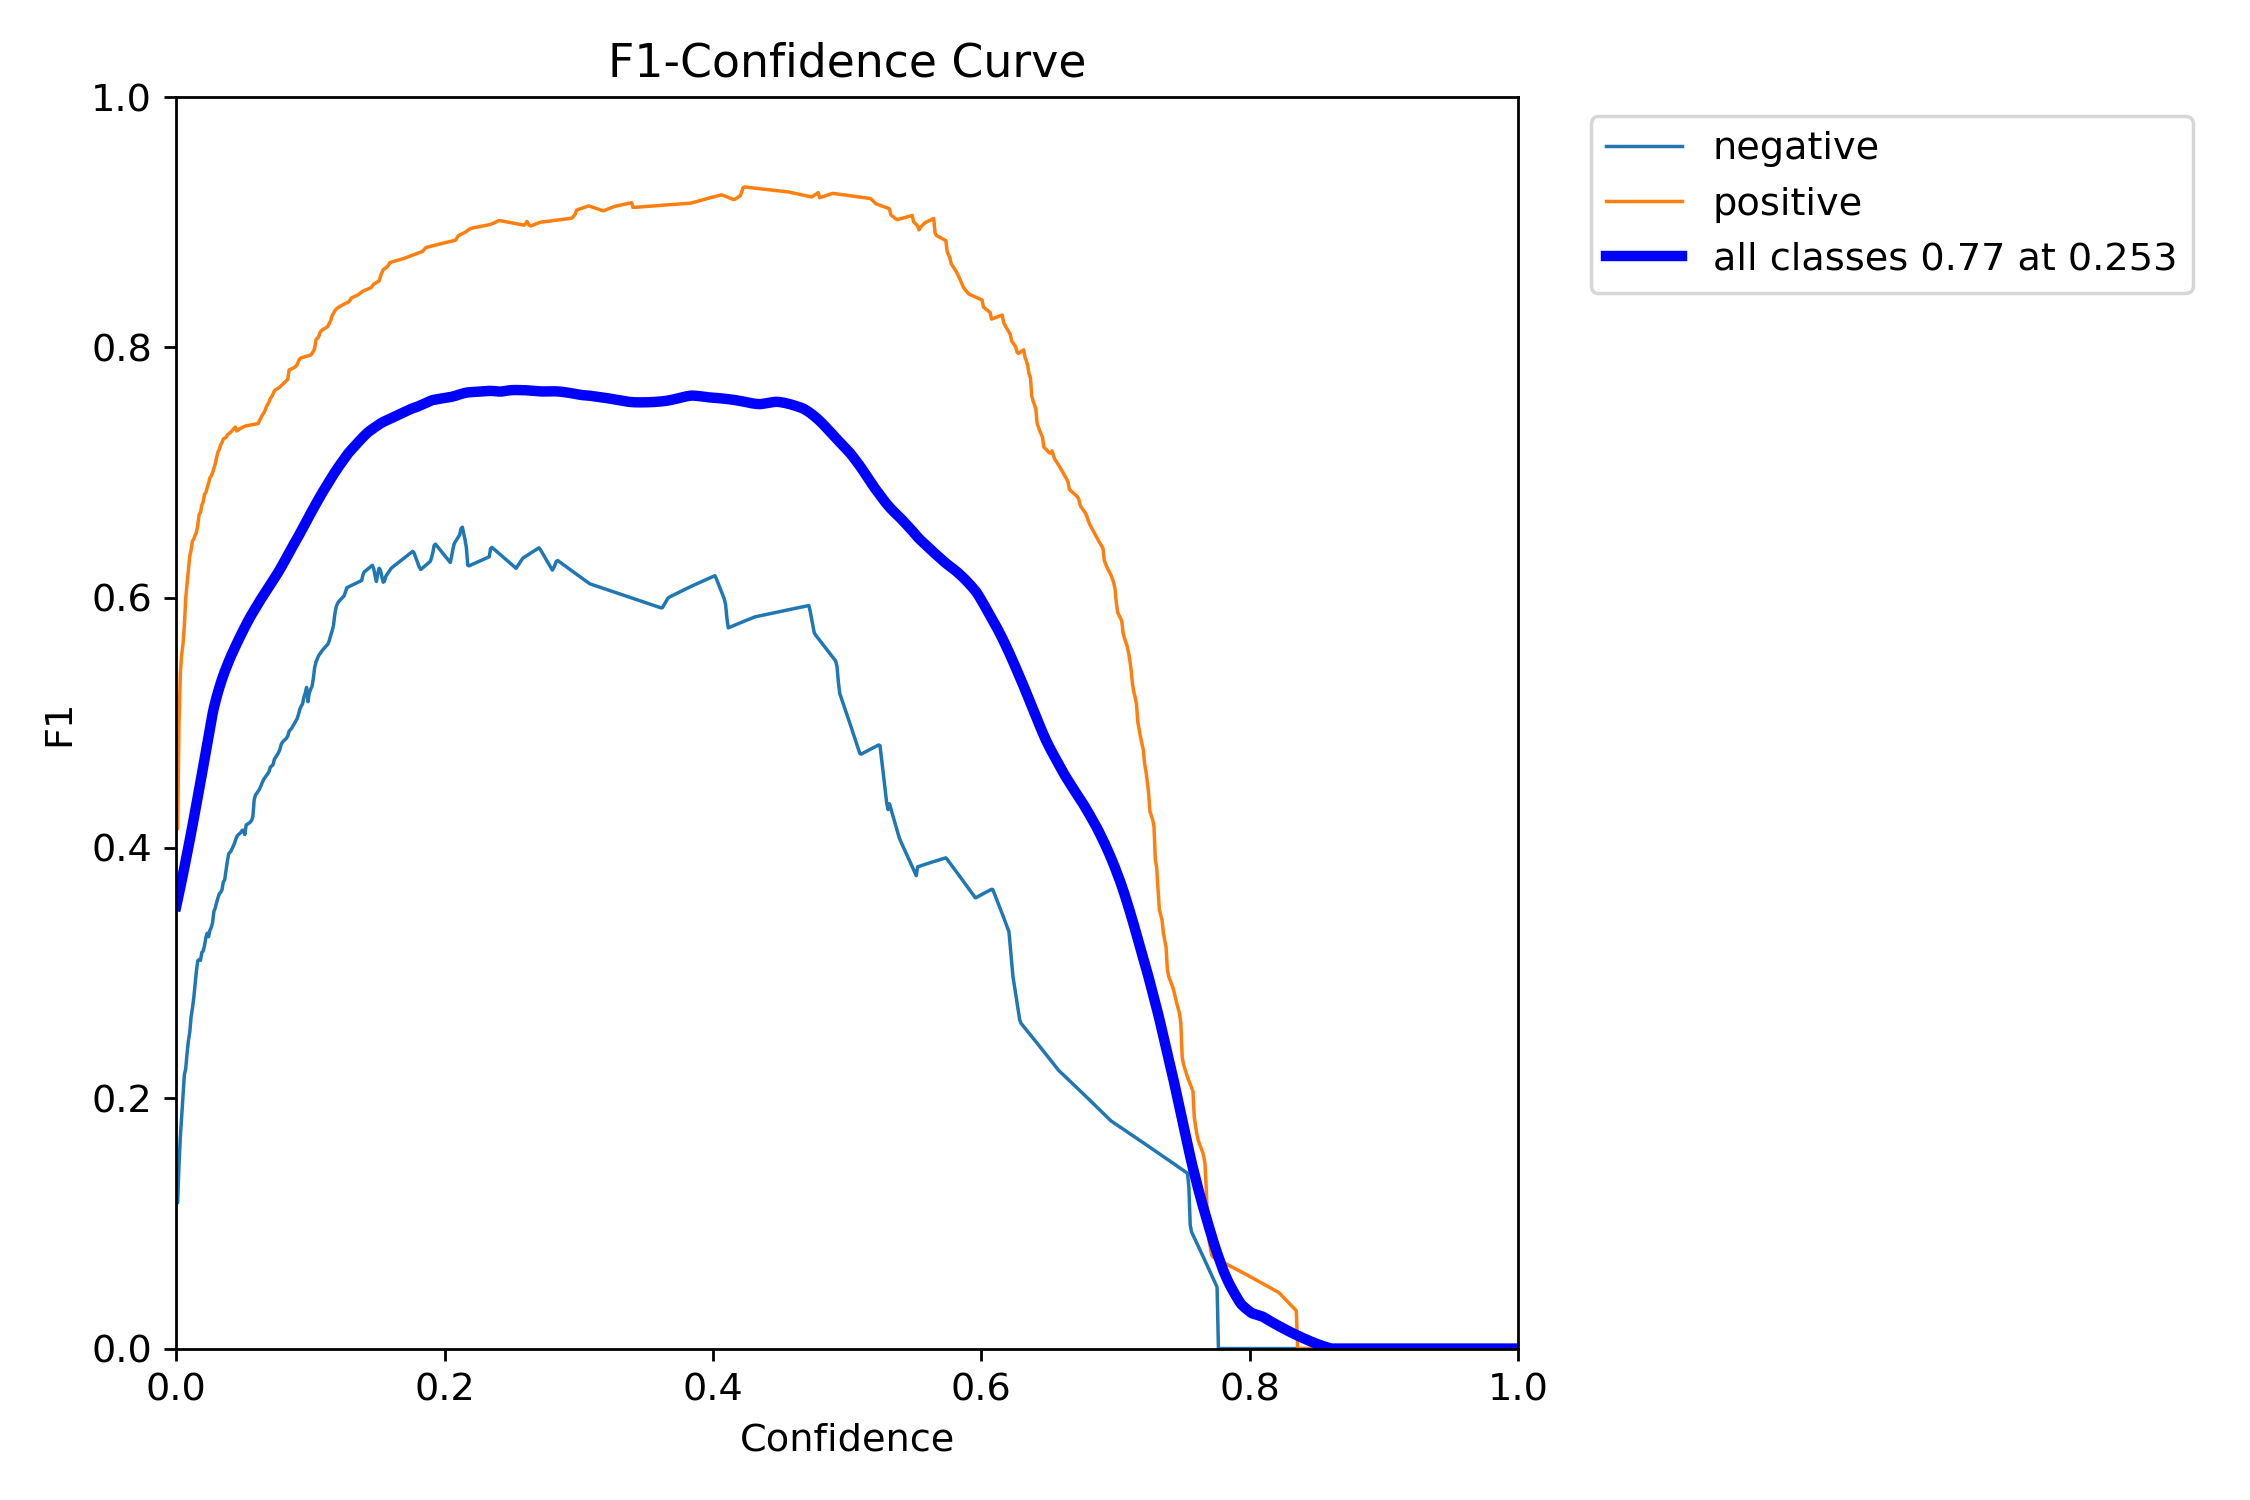 F1-Confidence Curve
negative
positive
all classes 0.77 at 0.253
1.0
0.8
0.6
0.4
0.2
0.0
F1
0.0 0.2 0.4 0.6 0.8 1.0
Confidence